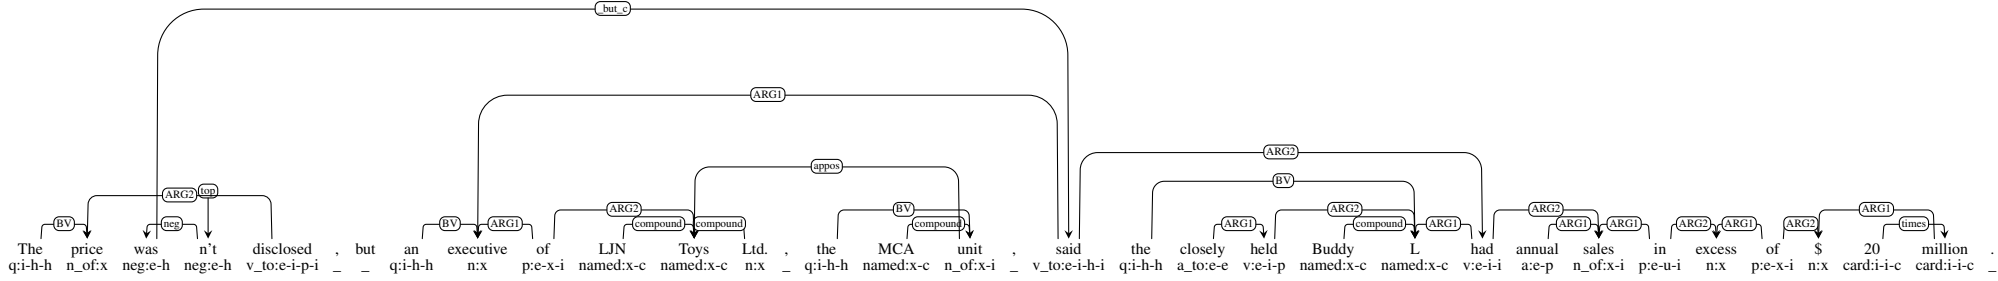 _but_c
ARG1
appos ARG2
BV
ARG2 top BV ARG2 ARG2 ARG2 ARG1
BV neg BV ARG1 compound compound compound ARG1 compound ARG1 ARG1 ARG1 ARG2 ARG1 ARG2 times
The price was n't disclosed , but an executive of LJN Toys Ltd. , the MCA unit , said the closely held Buddy L had annual sales in excess of $ 20 million .
q:i-h-h n_of:x neg:e-h neg:e-h v_to:e-i-p-i _ _ q:i-h-h n:x p:e-x-i named:x-c named:x-c n:x _ q:i-h-h named:x-c n_of:x-i _ v_to:e-i-h-i q:i-h-h a_to:e-e v:e-i-p named:x-c named:x-c v:e-i-i a:e-p n_of:x-i p:e-u-i n:x p:e-x-i n:x card:i-i-c card:i-i-c _